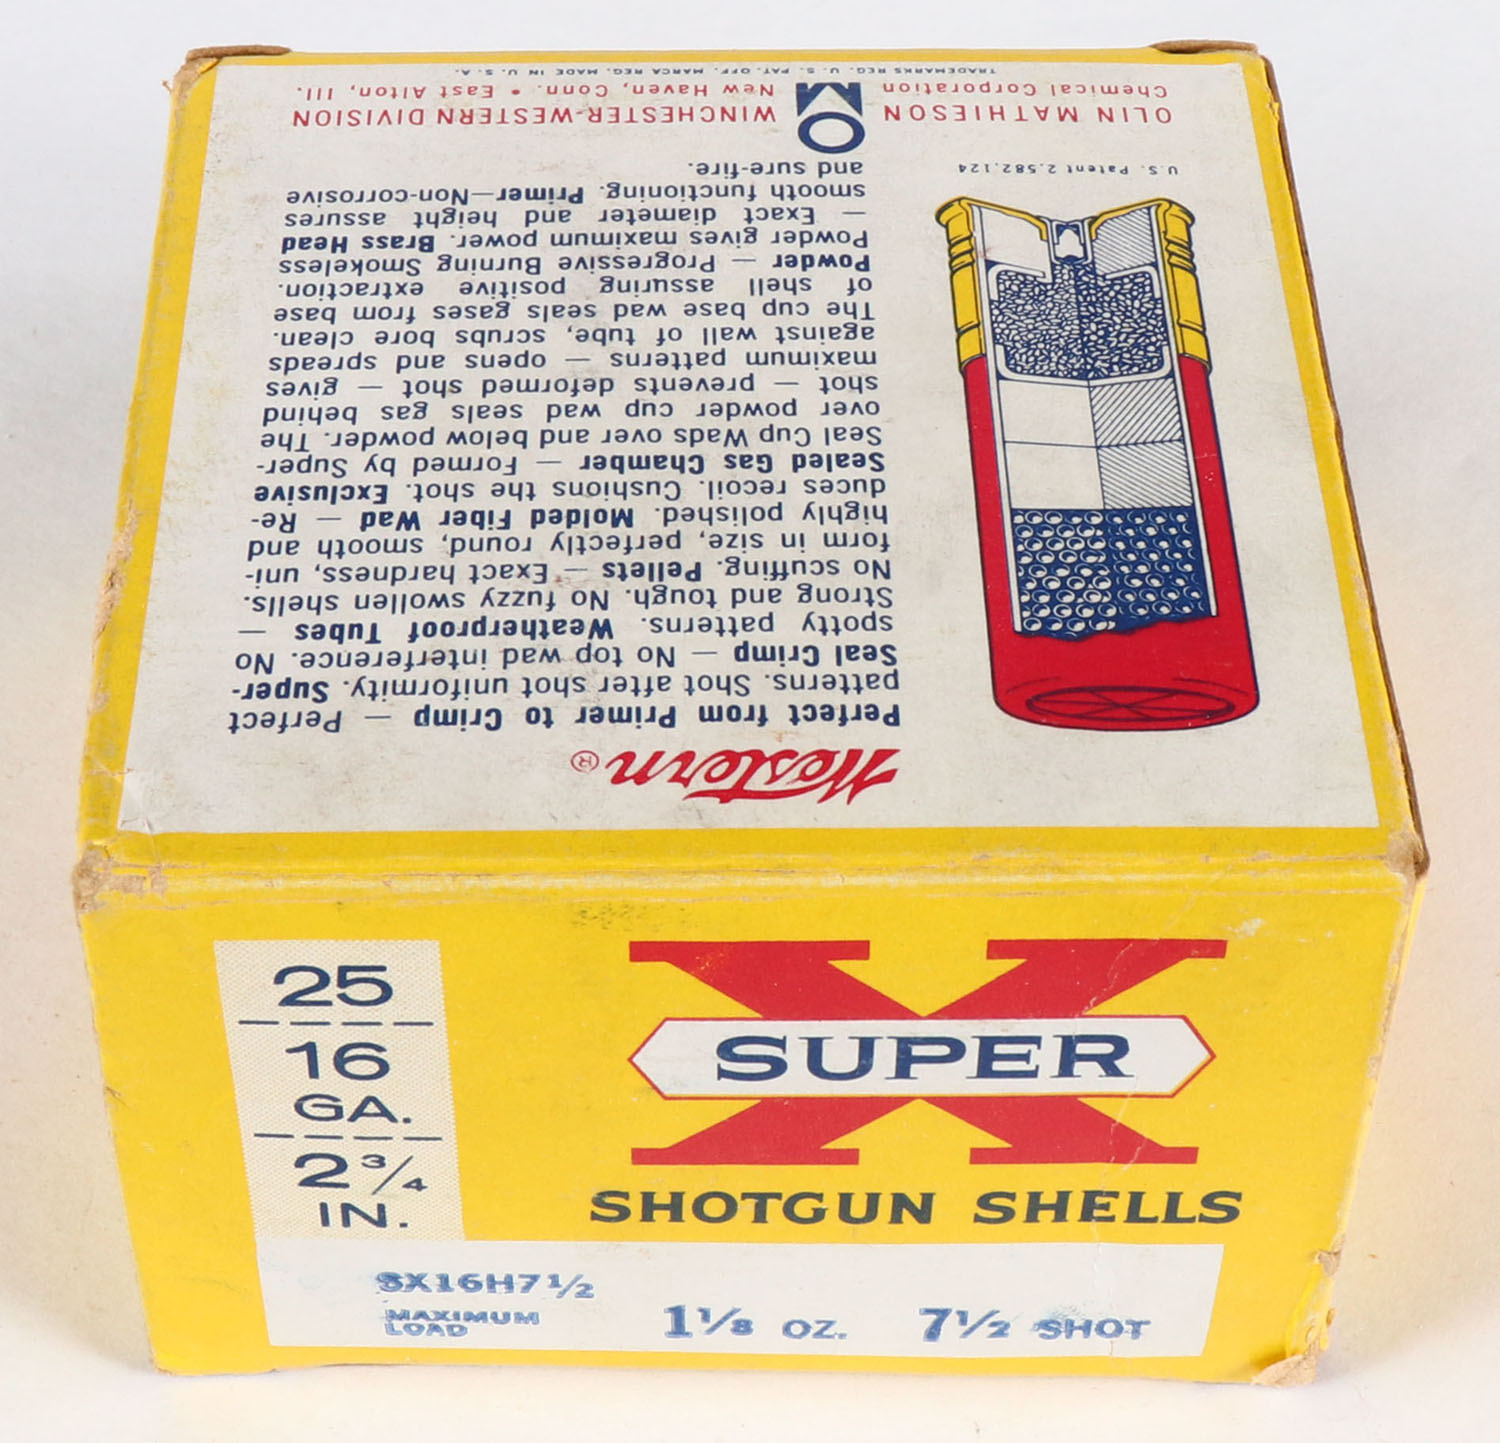 Western ®
Perfect from Primer to Crimp — Perfect
patterns. Shot after shot uniformity. Super-
Seal Crimp — No top wad interference. No
spotty patterns. Weatherproof Tubes —
Strong and tough. No fuzzy swollen shells.
No scuffing. Pellets — Exact hardness, uni-
form in size, perfectly round, smooth and
highly polished. Molded Fiber Wad — Re-
duces recoil. Cushions the shot. Exclusive
Sealed Gas Chamber — Formed by Super-
Seal Cup Wads over and below powder. The
over powder cup wad seals gas behind
shot — prevents deformed shot — gives
maximum patterns — opens and spreads
against wall of tube, scrubs bore clean.
The cup base wad seals gases from base
of shell assuring positive extraction.
Powder — Progressive Burning Smokeless
Powder gives maximum power. Brass Head
— Exact diameter and height assures
smooth functioning. Primer—Non-corrosive
and sure-fire.
U.S. Patent 2,582,124
OLIN MATHIESON
Chemical Corporation
WINCHESTER-WESTERN DIVISION
New Haven, Conn. • East Alton, Ill.
TRADEMARKS REG. U. S. PAT. OFF. MARCA REG. MADE IN U. S. A.
25
16
GA.
2 3/4
IN.
X
SUPER
SHOTGUN SHELLS
SX16H7 1/2
MAXIMUM
LOAD
1 1/8 OZ. 7 1/2 SHOT